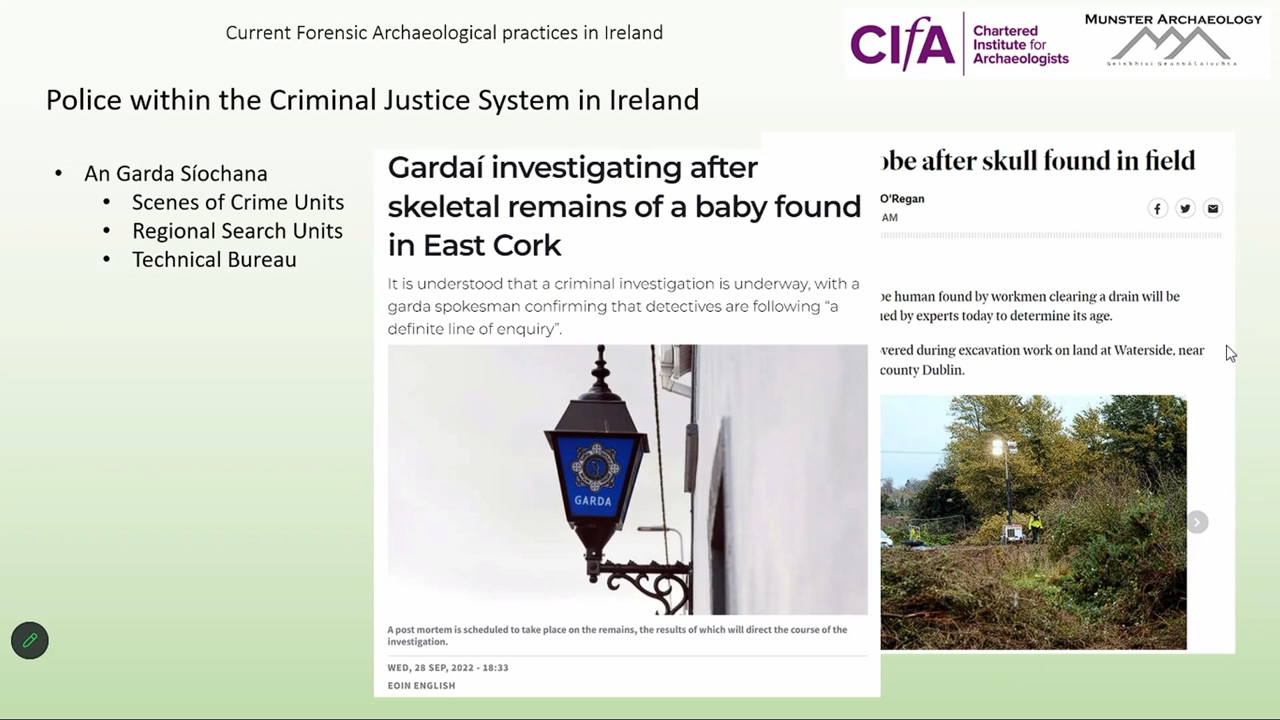 Current Forensic Archaeological practices in Ireland
CIfA
Chartered
Institute for
Archaeologists
MUNSTER ARCHAEOLOGY
Police within the Criminal Justice System in Ireland
• An Garda Síochana
• Scenes of Crime Units
• Regional Search Units
• Technical Bureau
Gardaí investigating after
skeletal remains of a baby found
in East Cork
It is understood that a criminal investigation is underway, with a
garda spokesman confirming that detectives are following “a
definite line of enquiry”.
GARDA
A post mortem is scheduled to take place on the remains, the results of which will direct the course of the
investigation.
WED, 28 SEP, 2022 - 18:33
EOIN ENGLISH
obe after skull found in field
O'Regan
AM
be human found by workmen clearing a drain will be
ned by experts today to determine its age.
vered during excavation work on land at Waterside, near
county Dublin.